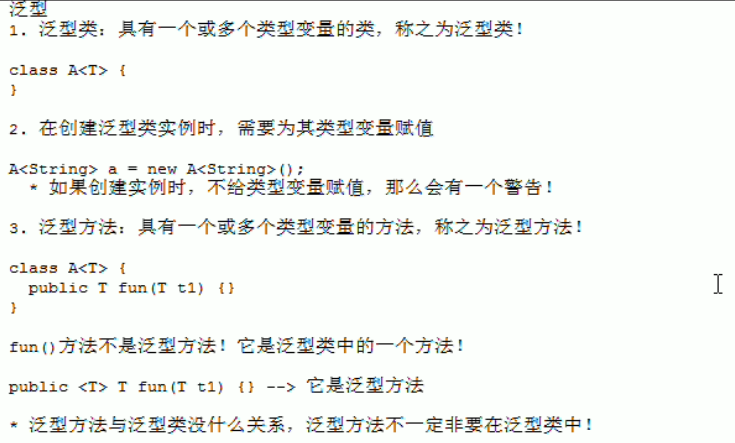 泛型
1. 泛型类：具有一个或多个类型变量的类，称之为泛型类！
class A<T> {
}
2. 在创建泛型类实例时，需要为其类型变量赋值
A<String> a = new A<String>();
* 如果创建实例时，不给类型变量赋值，那么会有一个警告！
3. 泛型方法：具有一个或多个类型变量的方法，称之为泛型方法！
class A<T> {
public T fun(T t1) {}
}
fun()方法不是泛型方法！它是泛型类中的一个方法！
public <T> T fun(T t1) {} --> 它是泛型方法
* 泛型方法与泛型类没什么关系，泛型方法不一定非要在泛型类中！